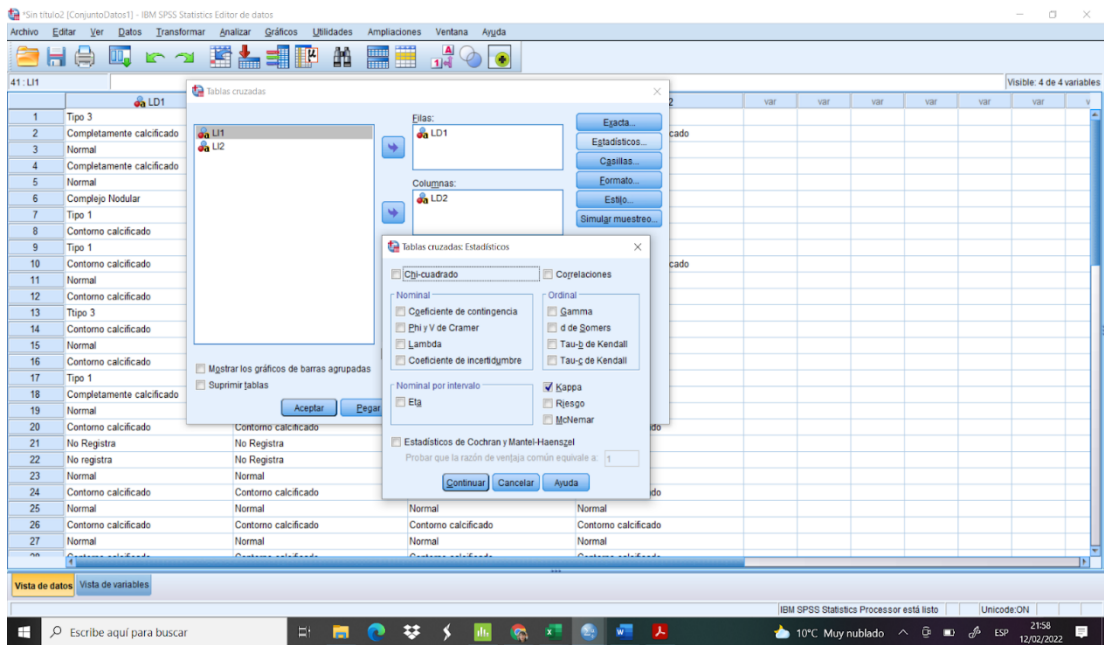 *Sin título2 [ConjuntoDatos1] - IBM SPSS Statistics Editor de datos
Archivo Editar Ver Datos Transformar Analizar Gráficos Utilidades Ampliaciones Ventana Ayuda
41 : LI1
Visible: 4 de 4 variables
LD1 2 var var var var var var v
1 Tipo 3
2 Completamente calcificado cado
3 Normal
4 Completamente calcificado
5 Normal
6 Complejo Nodular
7 Tipo 1
8 Contorno calcificado
9 Tipo 1
10 Contorno calcificado cado
11 Normal
12 Contorno calcificado
13 Ttipo 3
14 Contorno calcificado
15 Normal
16 Contorno calcificado
17 Tipo 1
18 Completamente calcificado
19 Normal
20 Contorno calcificado Contorno calcificado do
21 No Registra No Registra
22 No registra No Registra
23 Normal Normal
24 Contorno calcificado Contorno calcificado do
25 Normal Normal Normal Normal
26 Contorno calcificado Contorno calcificado Contorno calcificado Contorno calcificado
27 Normal Normal Normal Normal
Tablas cruzadas
LI1
LI2
Filas:
LD1
Columnas:
LD2
Exacta...
Estadísticos...
Casillas...
Formato...
Estilo...
Simular muestreo...
Mostrar los gráficos de barras agrupadas
Suprimir tablas
Aceptar Pegar
Tablas cruzadas: Estadísticos
Chi-cuadrado Correlaciones
Nominal
Coeficiente de contingencia
Phi y V de Cramer
Lambda
Coeficiente de incertidumbre
Ordinal
Gamma
d de Somers
Tau-b de Kendall
Tau-c de Kendall
Nominal por intervalo
Eta
Kappa
Riesgo
McNemar
Estadísticos de Cochran y Mantel-Haenszel
Probar que la razón de ventaja común equivale a: 1
Continuar Cancelar Ayuda
Vista de datos Vista de variables
IBM SPSS Statistics Processor está listo Unicode:ON
Escribe aquí para buscar
10°C Muy nublado ESP 21:58
12/02/2022